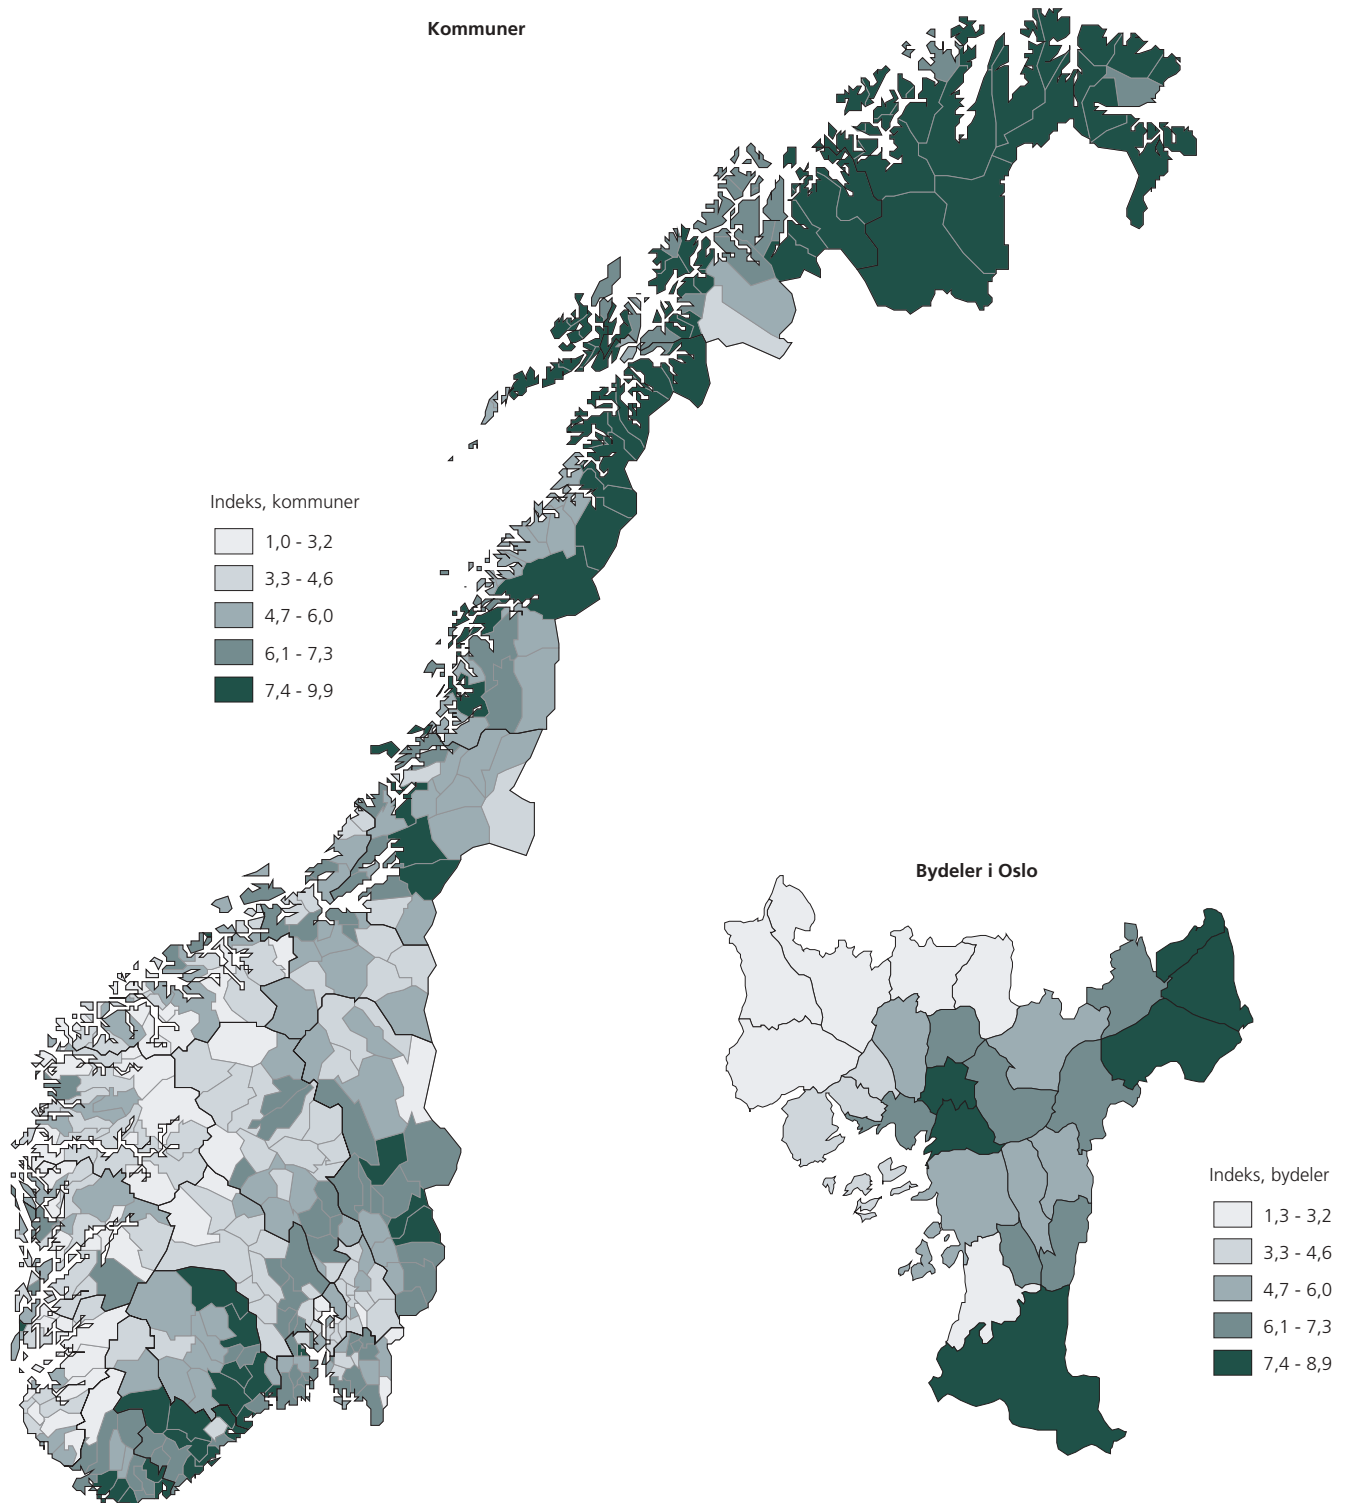 Kommuner
Indeks, kommuner
1,0 - 3,2
3,3 - 4,6
4,7 - 6,0
6,1 - 7,3
7,4 - 9,9
Bydeler i Oslo
Indeks, bydeler
1,3 - 3,2
3,3 - 4,6
4,7 - 6,0
6,1 - 7,3
7,4 - 8,9